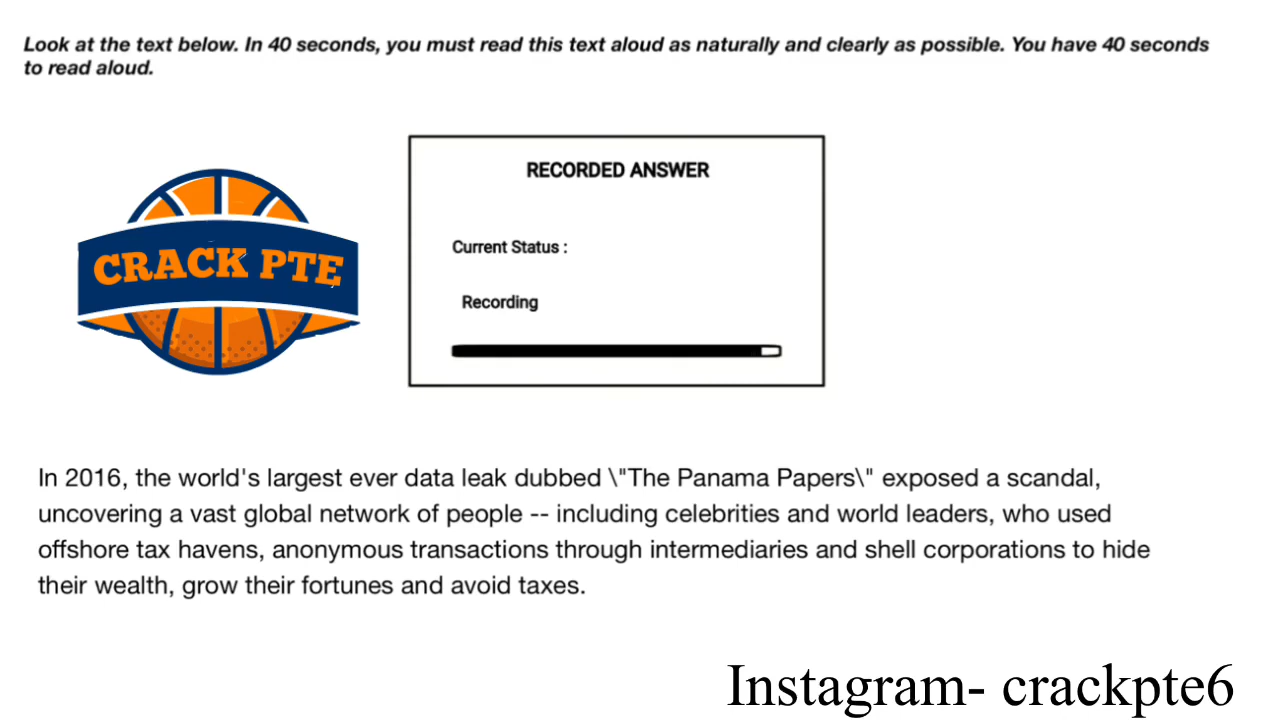 Look at the text below. In 40 seconds, you must read this text aloud as naturally and clearly as possible. You have 40 seconds
to read aloud.
RECORDED ANSWER
CRACK PTE
Current Status :
Recording
In 2016, the world's largest ever data leak dubbed \"The Panama Papers\" exposed a scandal,
uncovering a vast global network of people -- including celebrities and world leaders, who used
offshore tax havens, anonymous transactions through intermediaries and shell corporations to hide
their wealth, grow their fortunes and avoid taxes.
Instagram- crackpte6